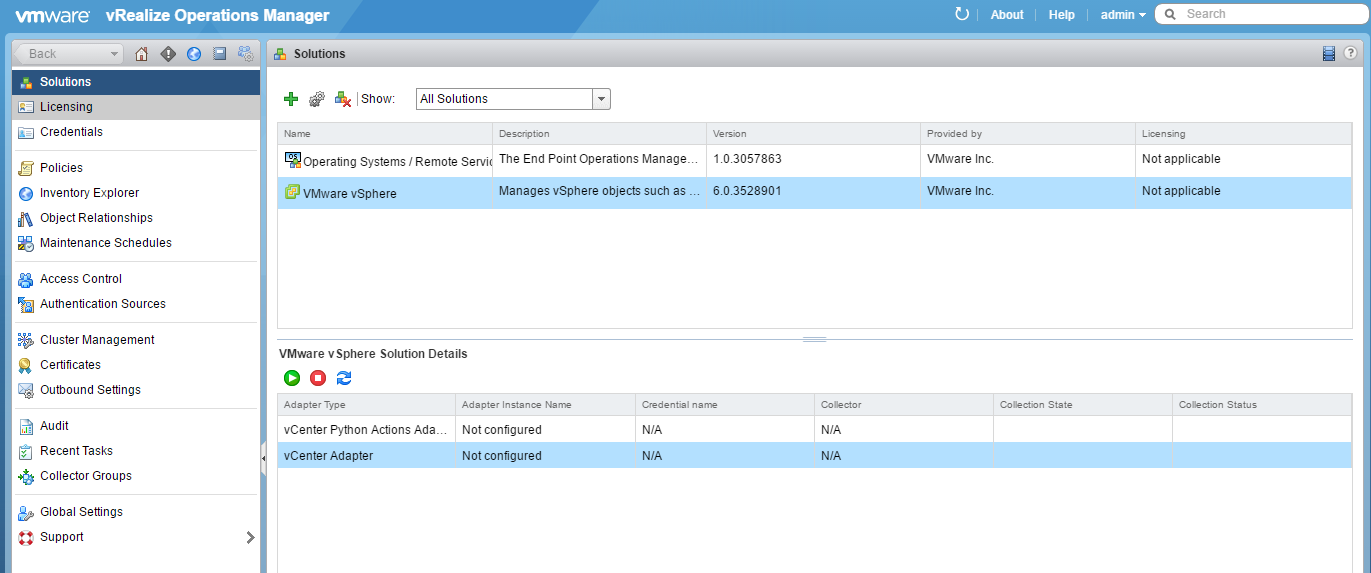 vmware vRealize Operations Manager About Help admin Search
Back Solutions
Solutions
Licensing
Credentials
Policies
Inventory Explorer
Object Relationships
Maintenance Schedules
Access Control
Authentication Sources
Cluster Management
Certificates
Outbound Settings
Audit
Recent Tasks
Collector Groups
Global Settings
Support
Show: All Solutions
Name Description Version Provided by Licensing
OS Operating Systems / Remote Servic The End Point Operations Manage... 1.0.3057863 VMware Inc. Not applicable
VMware vSphere Manages vSphere objects such as ... 6.0.3528901 VMware Inc. Not applicable
VMware vSphere Solution Details
Adapter Type Adapter Instance Name Credential name Collector Collection State Collection Status
vCenter Python Actions Ada... Not configured N/A N/A
vCenter Adapter Not configured N/A N/A